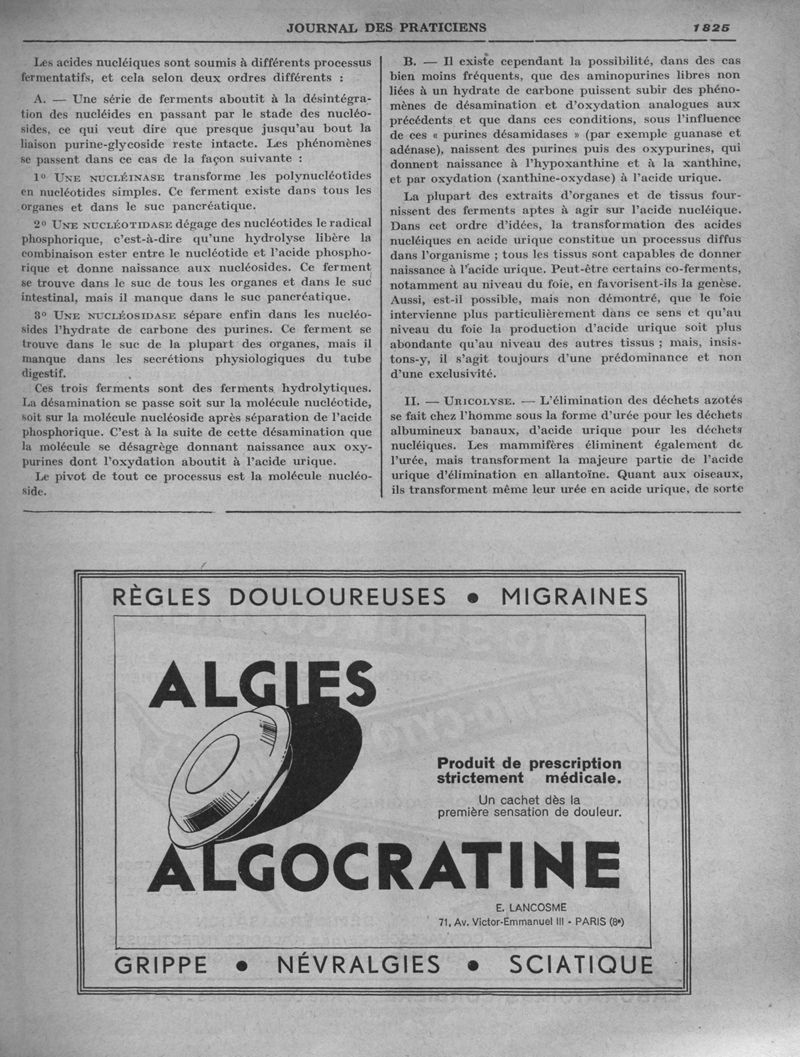 JOURNAL DES PRATICIENS
1825
Les acides nucléiques sont soumis à différents processus
fermentatifs, et cela selon deux ordres différents :
A. — Une série de ferments aboutit à la désintégra-
tion des nucléides en passant par le stade des nucléo-
sides, ce qui veut dire que presque jusqu'au bout la
liaison purine-glycoside reste intacte. Les phénomènes
se passent dans ce cas de la façon suivante :
1º UNE NUCLÉINASE transforme les polynucléotides
en nucléotides simples. Ce ferment existe dans tous les
organes et dans le suc pancréatique.
2º UNE NUCLÉOTIDASE dégage des nucléotides le radical
phosphorique, c'est-à-dire qu'une hydrolyse libère la
combinaison ester entre le nucléotide et l'acide phospho-
rique et donne naissance aux nucléosides. Ce ferment
se trouve dans le suc de tous les organes et dans le suc
intestinal, mais il manque dans le suc pancréatique.
3º UNE NUCLÉOSIDASE sépare enfin dans les nucléo-
sides l'hydrate de carbone des purines. Ce ferment se
trouve dans le suc de la plupart des organes, mais il
manque dans les secrétions physiologiques du tube
digestif.
Ces trois ferments sont des ferments hydrolytiques.
La désamination se passe soit sur la molécule nucléotide,
soit sur la molécule nucléoside après séparation de l'acide
phosphorique. C'est à la suite de cette désamination que
la molécule se désagrège donnant naissance aux oxy-
purines dont l'oxydation aboutit à l'acide urique.
Le pivot de tout ce processus est la molécule nucléo-
side.
B. — Il existe cependant la possibilité, dans des cas
bien moins fréquents, que des aminopurines libres non
liées à un hydrate de carbone puissent subir des phéno-
mènes de désamination et d'oxydation analogues aux
précédents et que dans ces conditions, sous l'influence
de ces « purines désamidases » (par exemple guanase et
adénase), naissent des purines puis des oxypurines, qui
donnent naissance à l'hypoxanthine et à la xanthine,
et par oxydation (xanthine-oxydase) à l'acide urique.
La plupart des extraits d'organes et de tissus four-
nissent des ferments aptes à agir sur l'acide nucléique.
Dans cet ordre d'idées, la transformation des acides
nucléiques en acide urique constitue un processus diffus
dans l'organisme ; tous les tissus sont capables de donner
naissance à l'acide urique. Peut-être certains co-ferments,
notamment au niveau du foie, en favorisent-ils la genèse.
Aussi, est-il possible, mais non démontré, que le foie
intervienne plus particulièrement dans ce sens et qu'au
niveau du foie la production d'acide urique soit plus
abondante qu'au niveau des autres tissus ; mais, insis-
tons-y, il s'agit toujours d'une prédominance et non
d'une exclusivité.
II. — URICOLYSE. — L'élimination des déchets azotés
se fait chez l'homme sous la forme d'urée pour les déchets
albumineux banaux, d'acide urique pour les déchets
nucléiques. Les mammifères éliminent également de
l'urée, mais transforment la majeure partie de l'acide
urique d'élimination en allantoïne. Quant aux oiseaux,
ils transforment même leur urée en acide urique, de sorte
RÈGLES DOULOUREUSES • MIGRAINES
ALGIES
Produit de prescription
strictement médicale.
Un cachet dès la
première sensation de douleur.
ALGOCRATINE
E. LANCOSME
71, Av. Victor-Emmanuel III - PARIS (8e)
GRIPPE • NÉVRALGIES • SCIATIQUE